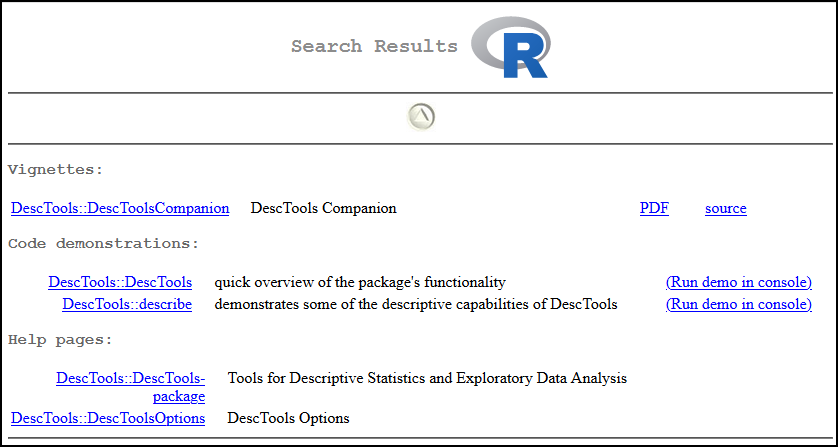 Search Results R
Vignettes:
DescTools::DescToolsCompanion DescTools Companion PDF source
Code demonstrations:
DescTools::DescTools quick overview of the package's functionality (Run demo in console)
DescTools::describe demonstrates some of the descriptive capabilities of DescTools (Run demo in console)
Help pages:
DescTools::DescTools- Tools for Descriptive Statistics and Exploratory Data Analysis
package
DescTools::DescToolsOptions DescTools Options